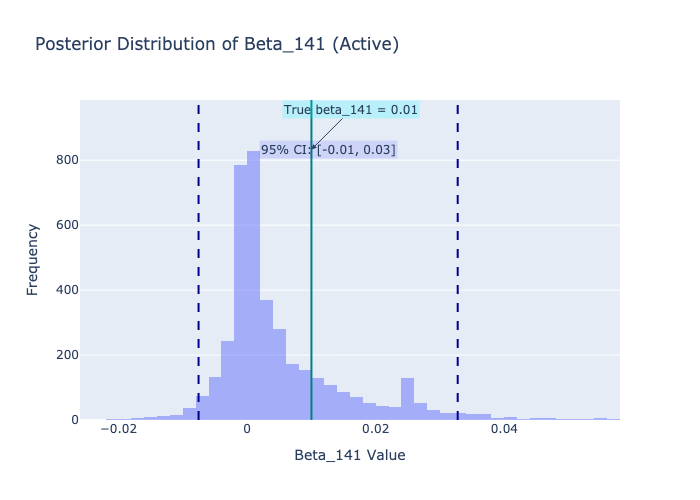 Posterior Distribution of Beta_141 (Active)
True beta_141 = 0.01
95% CI: [-0.01, 0.03]
800
600
400
200
0
Frequency
−0.02
0
0.02
0.04
Beta_141 Value